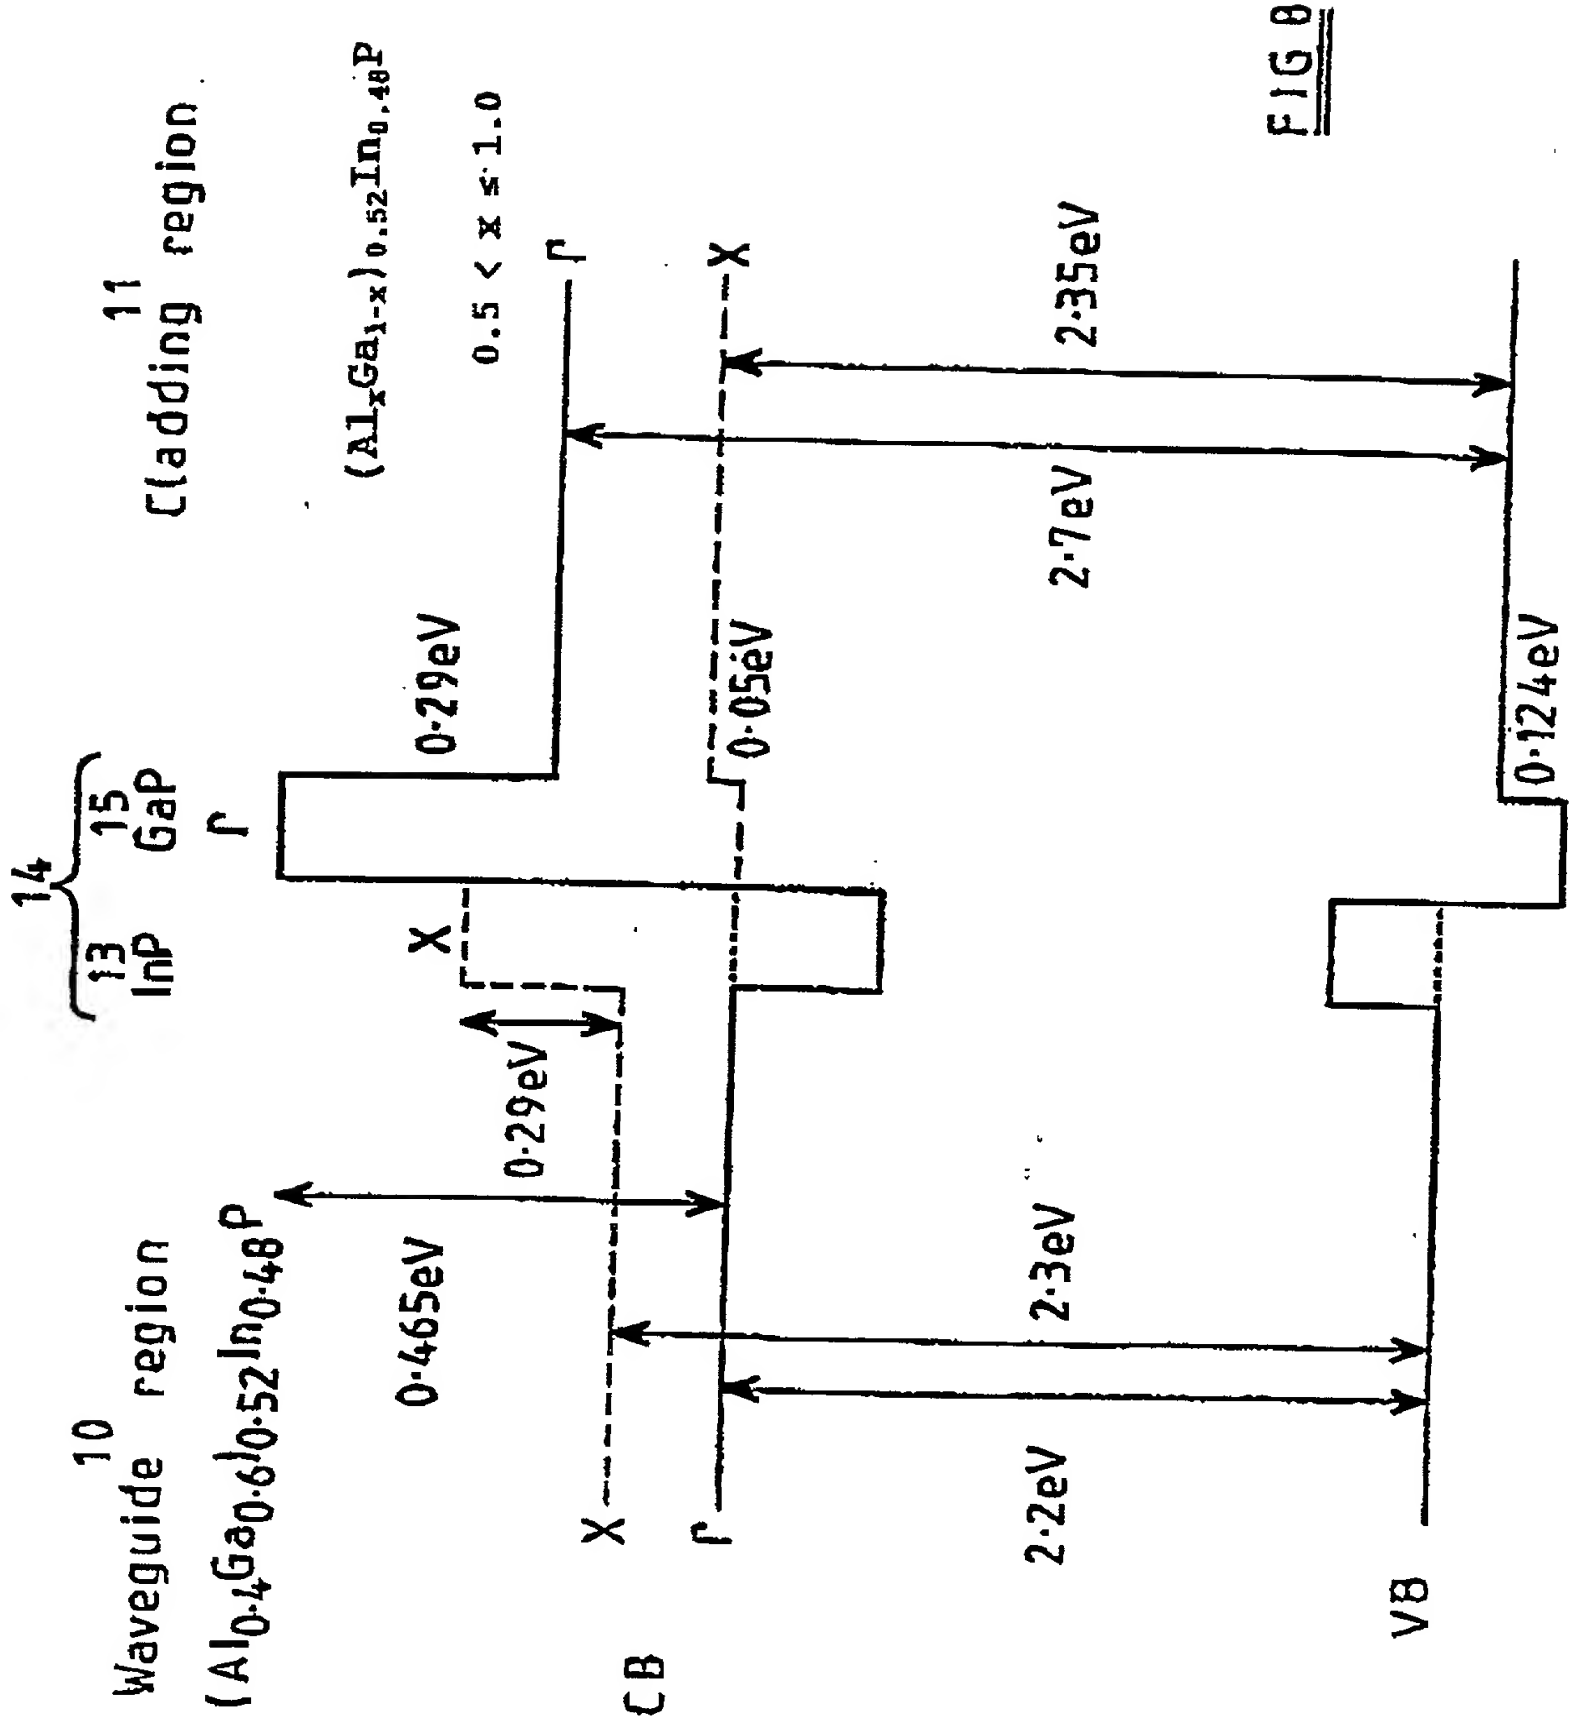 14
13
InP
15
GaP
10
Waveguide region
(Al0.4Ga0.6)0.52In0.48P
11
Cladding region
(AlxGa1-x)0.52In0.48P
0.5 < x ≤ 1.0
Γ
X
0·29eV
Γ
0·465eV
0·29eV
X
X
Γ
0·05eV
CB
2·2eV
2·3eV
2·7eV
2·35eV
VB
0·124eV
FIG 8